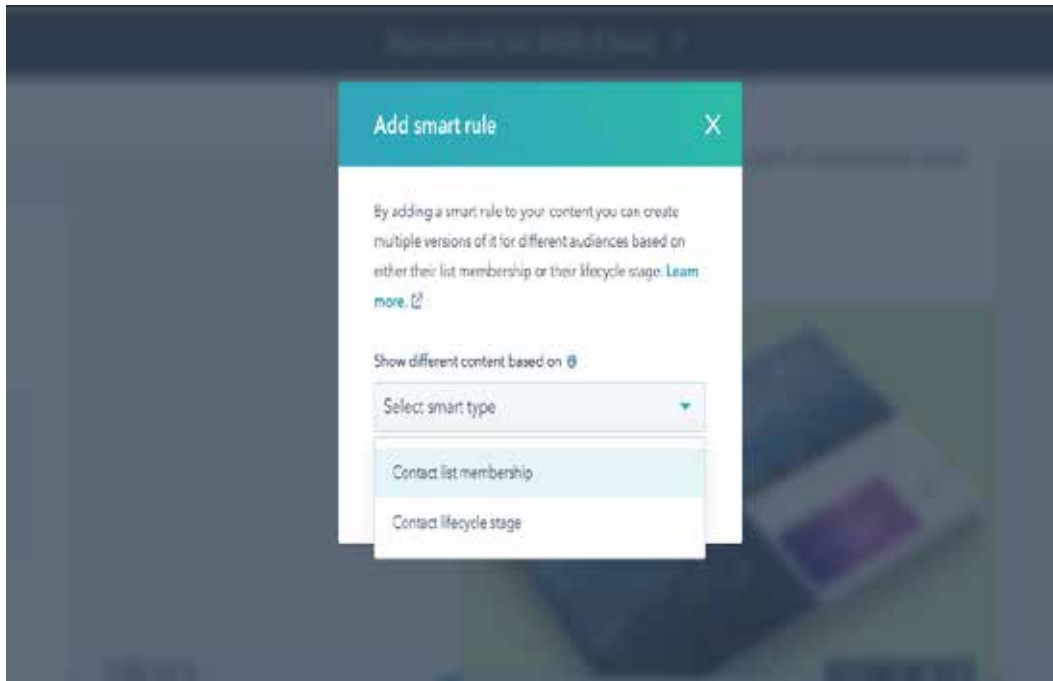 Add smart rule X
By adding a smart rule to your content you can create
multiple versions of it for different audiences based on
either their list membership or their lifecycle stage. Learn
more.
Show different content based on
Select smart type
Contact list membership
Contact lifecycle stage